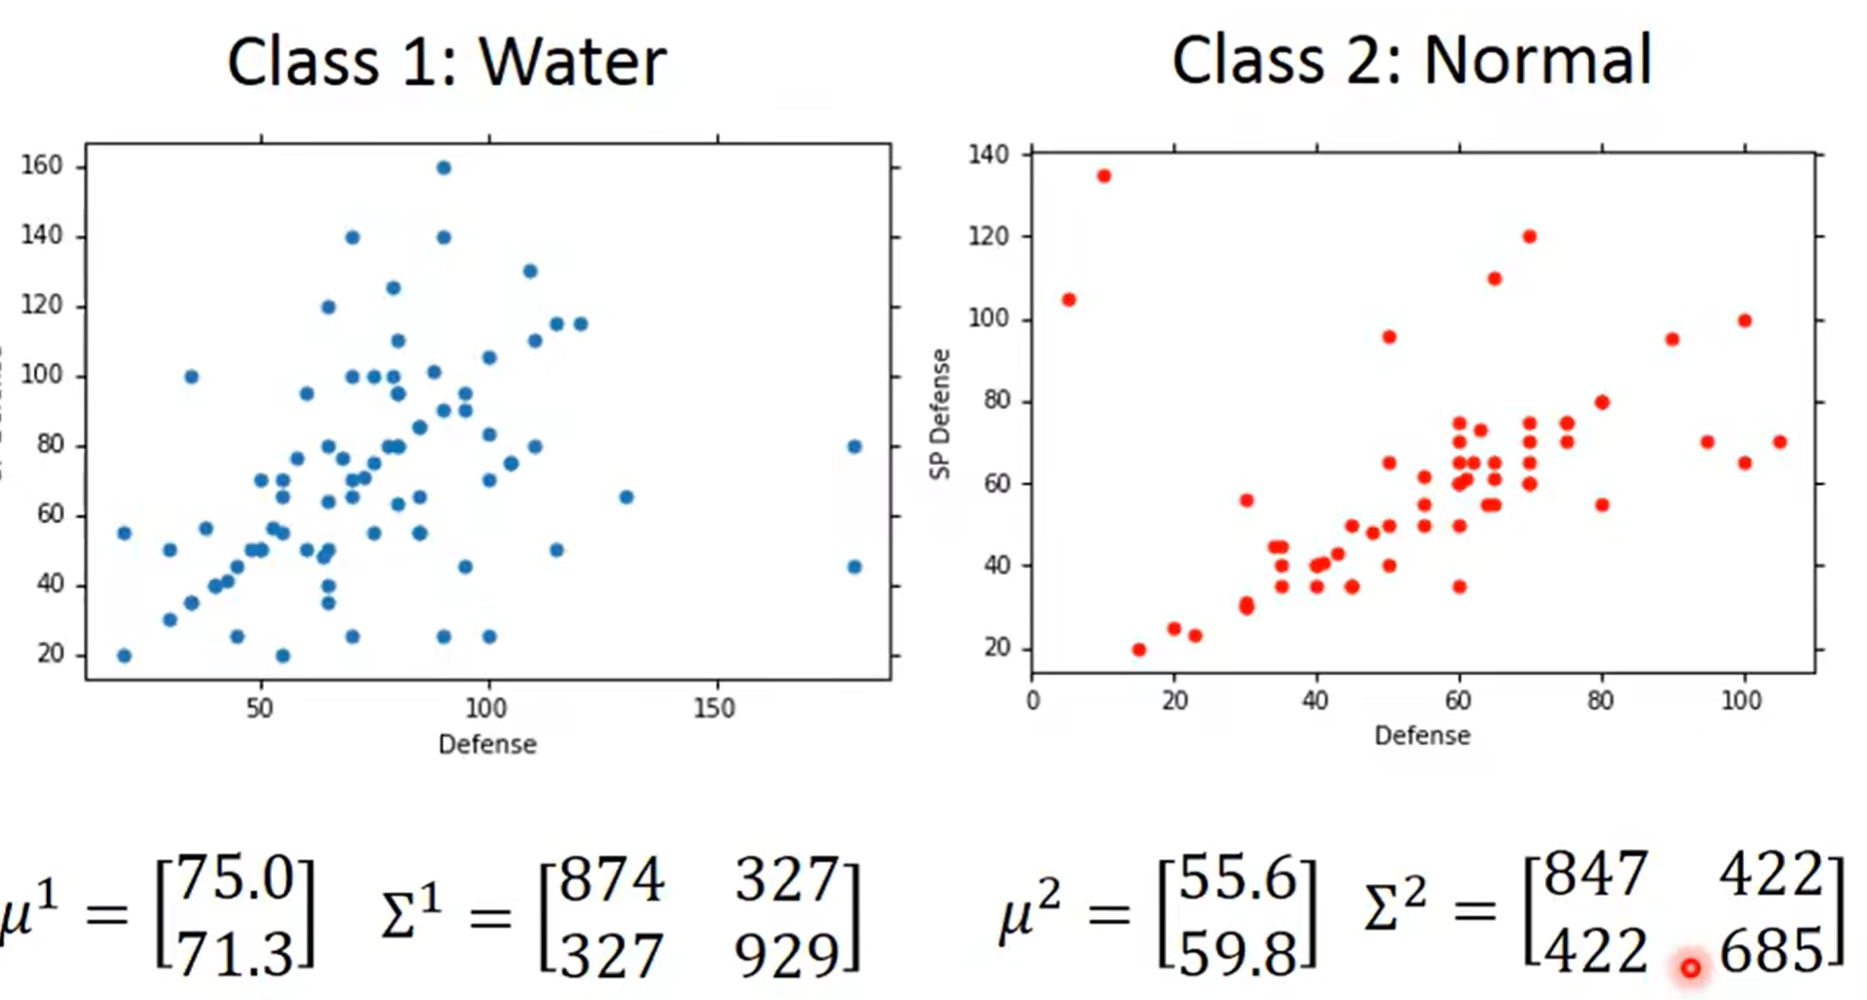 Class 1: Water
160
140
120
100
80
60
40
20
50 100 150
Defense
μ¹ = [75.0 71.3] Σ¹ = [874 327 327 929]
Class 2: Normal
140
120
100
80
60
40
20
SP Defense
0 20 40 60 80 100
Defense
μ² = [55.6 59.8] Σ² = [847 422 422 685]